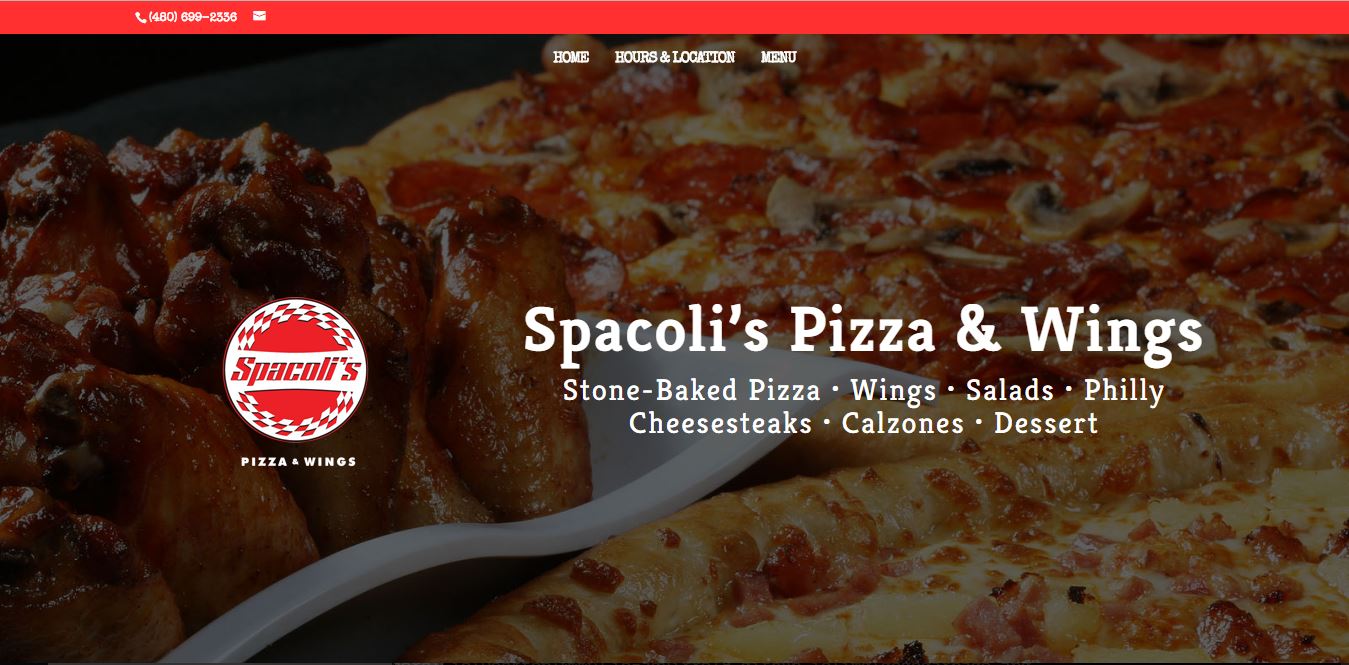 (480) 699-2336
HOME HOURS & LOCATION MENU
Spacoli's
PIZZA & WINGS
Spacoli’s Pizza & Wings
Stone-Baked Pizza · Wings · Salads · Philly
Cheesesteaks · Calzones · Dessert